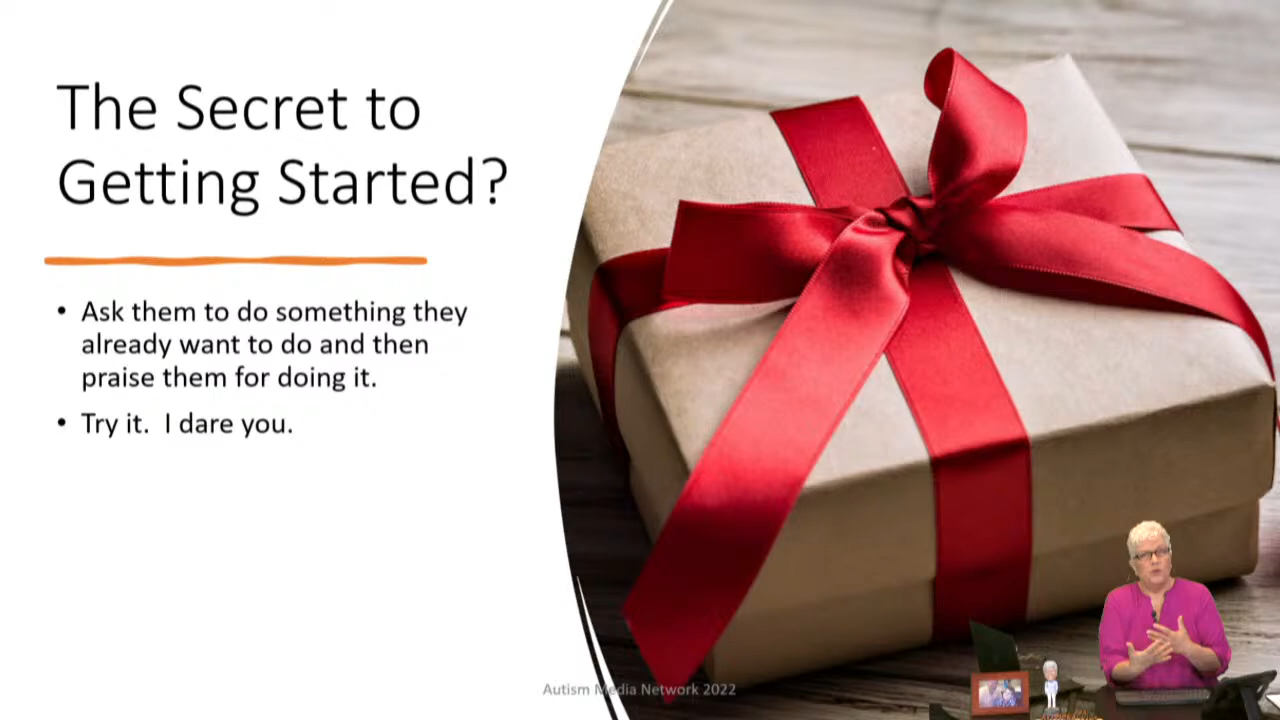 The Secret to
Getting Started?
• Ask them to do something they
already want to do and then
praise them for doing it.
• Try it.  I dare you.
Autism Media Network 2022